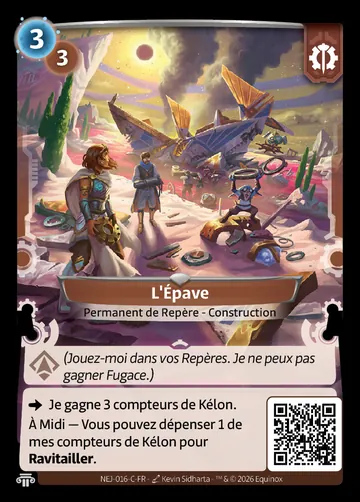 3
3
L'Épave
Permanent de Repère - Construction
(Jouez-moi dans vos Repères. Je ne peux pas
gagner Fugace.)
Je gagne 3 compteurs de Kélon.
À Midi — Vous pouvez dépenser 1 de
mes compteurs de Kélon pour
Ravitailler.
NEJ-016-C-FR - Kevin Sidharta - ™ & © 2026 Equinox